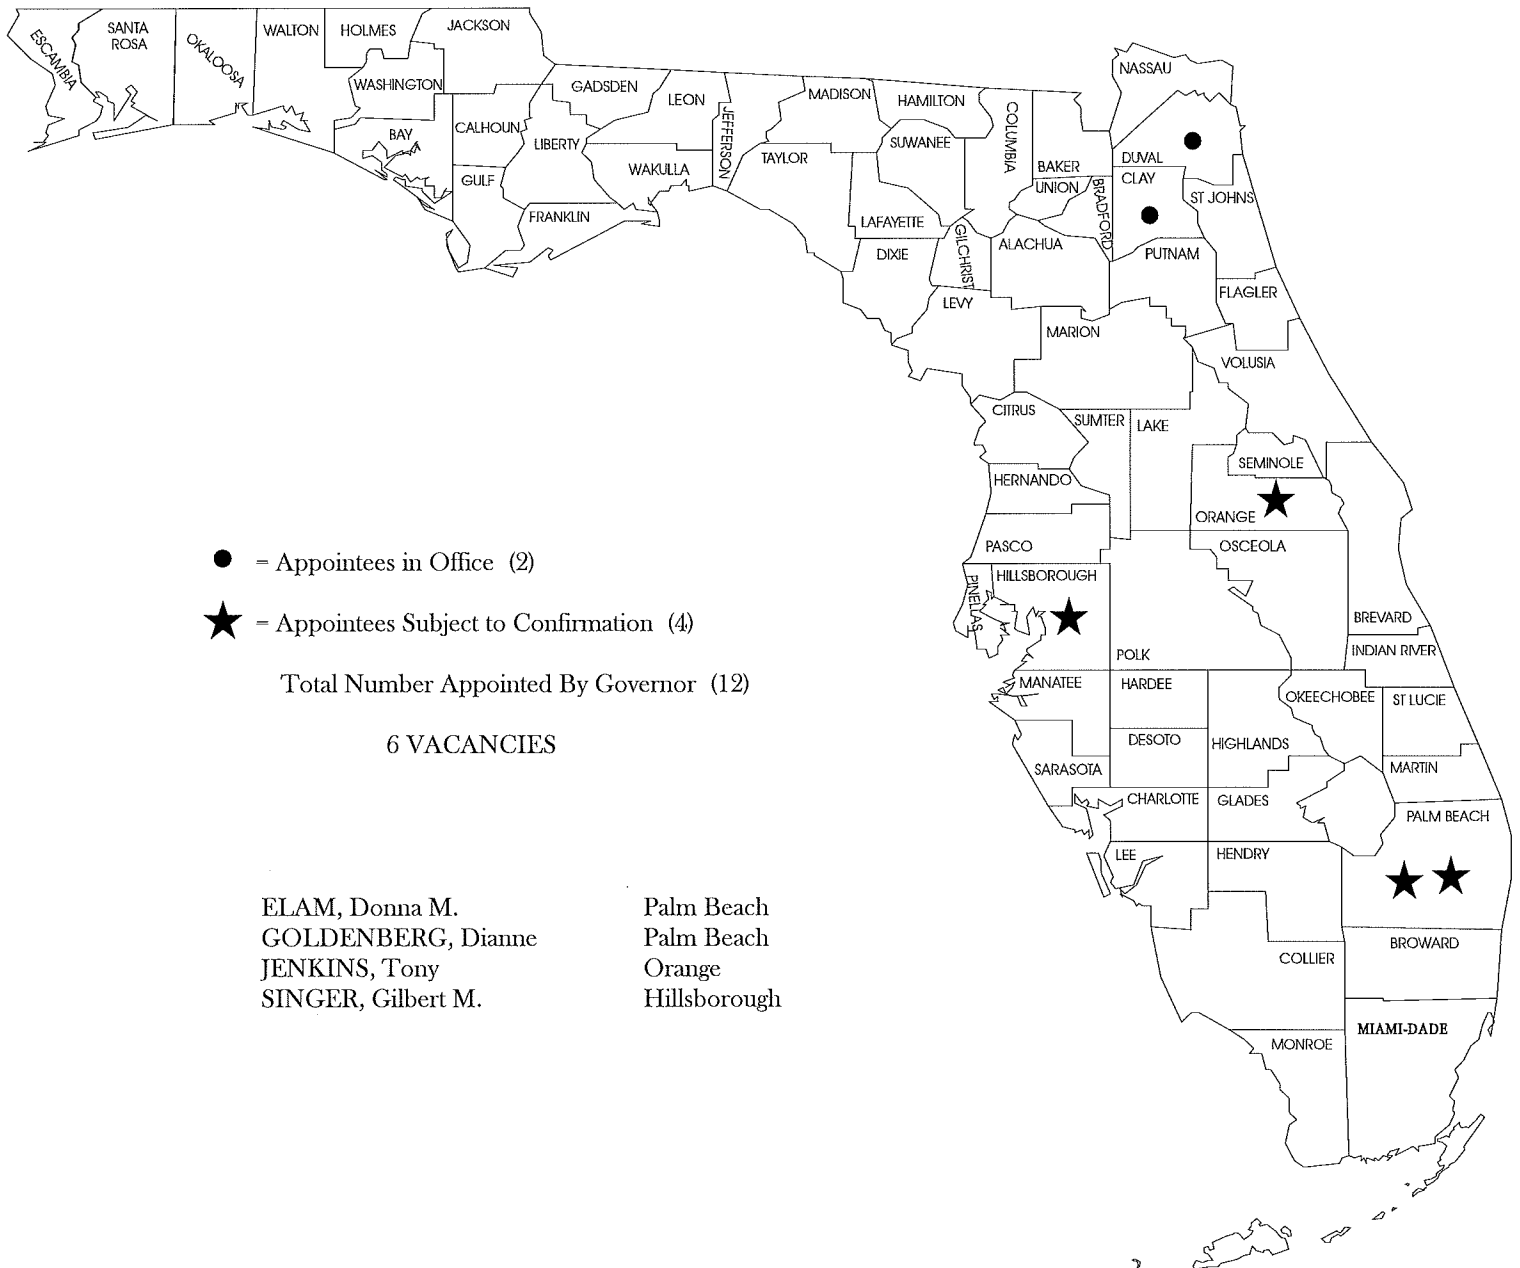 ESCAMBIA
SANTA
ROSA
OKALOOSA
WALTON
HOLMES
JACKSON
WASHINGTON
BAY
CALHOUN
GULF
GADSDEN
LIBERTY
FRANKLIN
LEON
WAKULLA
JEFFERSON
TAYLOR
MADISON
HAMILTON
SUWANEE
LAFAYETTE
DIXIE
COLUMBIA
GILCHRIST
BAKER
UNION
BRADFORD
ALACHUA
LEVY
NASSAU
DUVAL
CLAY
ST JOHNS
PUTNAM
FLAGLER
MARION
VOLUSIA
CITRUS
SUMTER
LAKE
SEMINOLE
HERNANDO
ORANGE
PASCO
OSCEOLA
HILLSBOROUGH
PINELLAS
BREVARD
INDIAN RIVER
POLK
MANATEE
HARDEE
OKEECHOBEE
ST LUCIE
DESOTO
HIGHLANDS
SARASOTA
MARTIN
CHARLOTTE
GLADES
PALM BEACH
LEE
HENDRY
BROWARD
COLLIER
MIAMI-DADE
MONROE
= Appointees in Office (2)
= Appointees Subject to Confirmation (4)
Total Number Appointed By Governor (12)
6 VACANCIES
ELAM, Donna M. Palm Beach
GOLDENBERG, Dianne Palm Beach
JENKINS, Tony Orange
SINGER, Gilbert M. Hillsborough